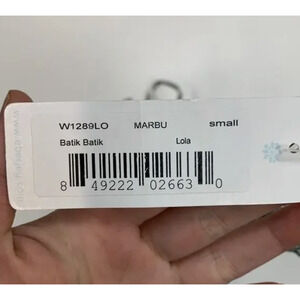 W1289LO MARBU small
Batik Batik Lola
8 49222 02663 0